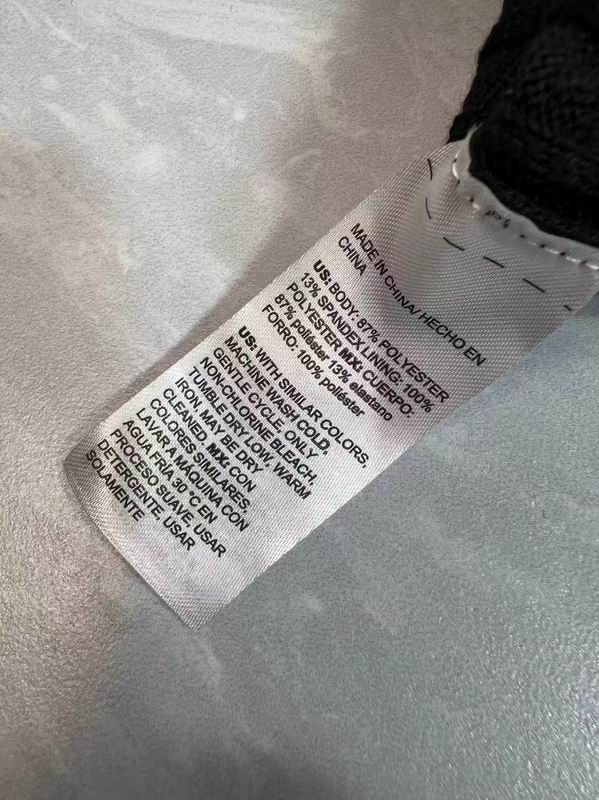 MADE IN CHINA/ HECHO EN
CHINA
US: BODY: 87% POLYESTER
13% SPANDEX LINING: 100%
POLYESTER MX: CUERPO:
87% poliéster 13% elastano
FORRO: 100% poliéster
US: WITH SIMILAR COLORS,
MACHINE WASH COLD,
GENTLE CYCLE, ONLY
NON-CHLORINE BLEACH,
TUMBLE DRY LOW, WARM
IRON, MAY BE DRY
CLEANED, MX: CON
COLORES SIMILARES,
LAVAR A MÁQUINA CON
AGUA FRÍA 30 °C EN
PROCESO SUAVE, USAR
DETERGENTE, USAR
SOLAMENTE